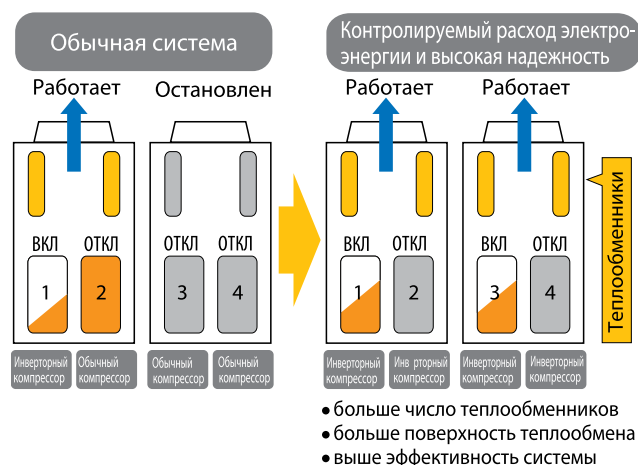 Обычная система
Работает
Остановлен
ВКЛ
ОТКЛ
ОТКЛ
ОТКЛ
1
2
3
4
Инверторный
компрессор
Обычный
компрессор
Обычный
компрессор
Обычный
компрессор
Контролируемый расход электро-
энергии и высокая надежность
Работает
Работает
ВКЛ
ОТКЛ
ВКЛ
ОТКЛ
1
2
3
4
Инверторный
компрессор
Инв рторный
компрессор
Инверторный
компрессор
Инверторный
компрессор
Теплообменники
• больше число теплообменников
• больше поверхность теплообмена
• выше эффективность системы